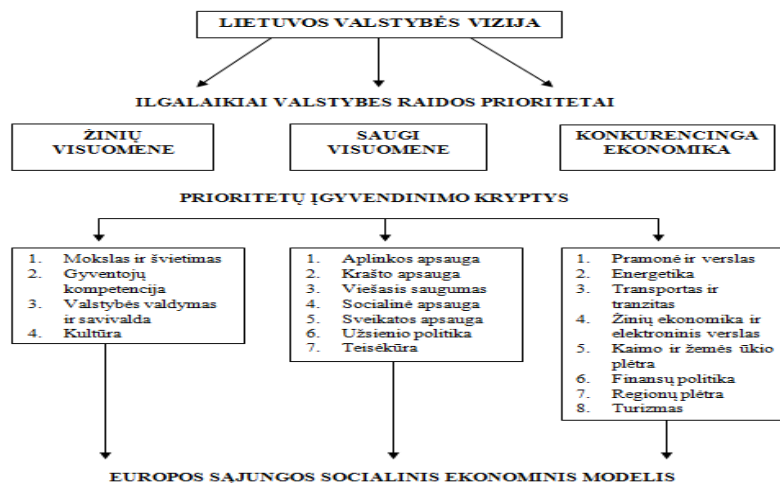 LIETUVOS VALSTYBĖS VIZIJA
ILGALAIKIAI VALSTYBĖS RAIDOS PRIORITETAI
ŽINIŲ
VISUOMENĖ
SAUGI
VISUOMENĖ
KONKURENCINGA
EKONOMIKA
PRIORITETŲ ĮGYVENDINIMO KRYPTYS
1. Mokslas ir švietimas
2. Gyventojų
kompetencija
3. Valstybės valdymas
ir savivalda
4. Kultūra
1. Aplinkos apsauga
2. Krašto apsauga
3. Viešasis saugumas
4. Socialinė apsauga
5. Sveikatos apsauga
6. Užsienio politika
7. Teisėkūra
1. Pramonė ir verslas
2. Energetika
3. Transportas ir
tranzitas
4. Žinių ekonomika ir
elektroninis verslas
5. Kaimo ir žemės ūkio
plėtra
6. Finansų politika
7. Regionų plėtra
8. Turizmas
EUROPOS SĄJUNGOS SOCIALINIS EKONOMINIS MODELIS